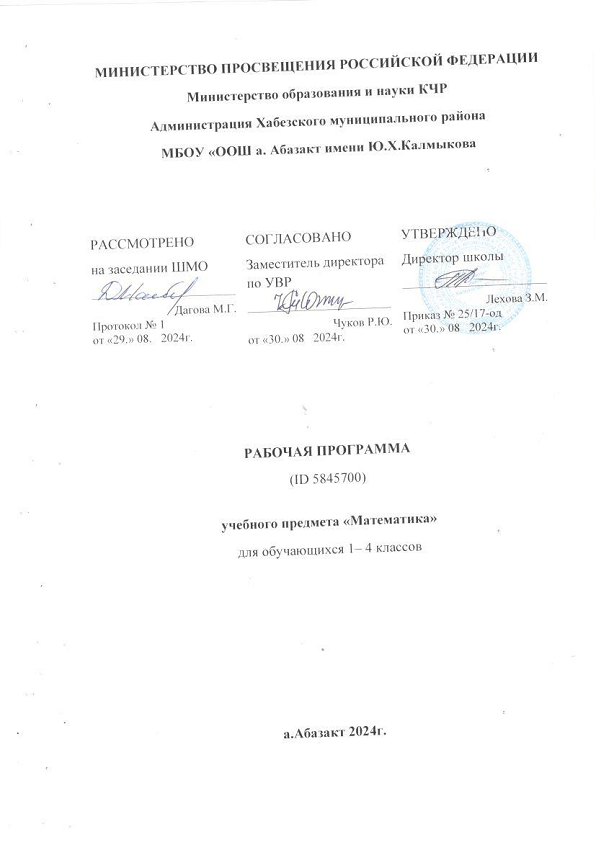 МИНИСТЕРСТВО ПРОСВЕЩЕНИЯ РОССИЙСКОЙ ФЕДЕРАЦИИ
Министерство образования и науки КЧР
Администрация Хабезского муниципального района
МБОУ «ООШ а. Абазакт имени Ю.Х.Калмыкова
РАССМОТРЕНО
на заседании ШМО
Дагова М.Г.
Протокол № 1
от «29.» 08. 2024г.
СОГЛАСОВАНО
Заместитель директора
по УВР
Чуков Р.Ю.
от «30.» 08 2024г.
УТВЕРЖДЕНО
Директор школы
Лехова З.М.
Приказ № 25/17-од
от «30.» 08 2024г.
РАБОЧАЯ ПРОГРАММА
(ID 5845700)
учебного предмета «Математика»
для обучающихся 1– 4 классов
а.Абазакт 2024г.